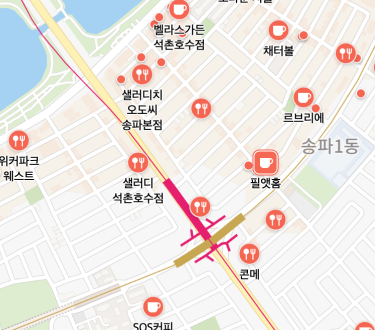 벨라스가든
석촌호수점
채터볼
샐러디치
오도씨
송파본점
르브리에
송파1동
위커파크
웨스트
샐러디
석촌호수점
필앳홈
콘메
SOS커피